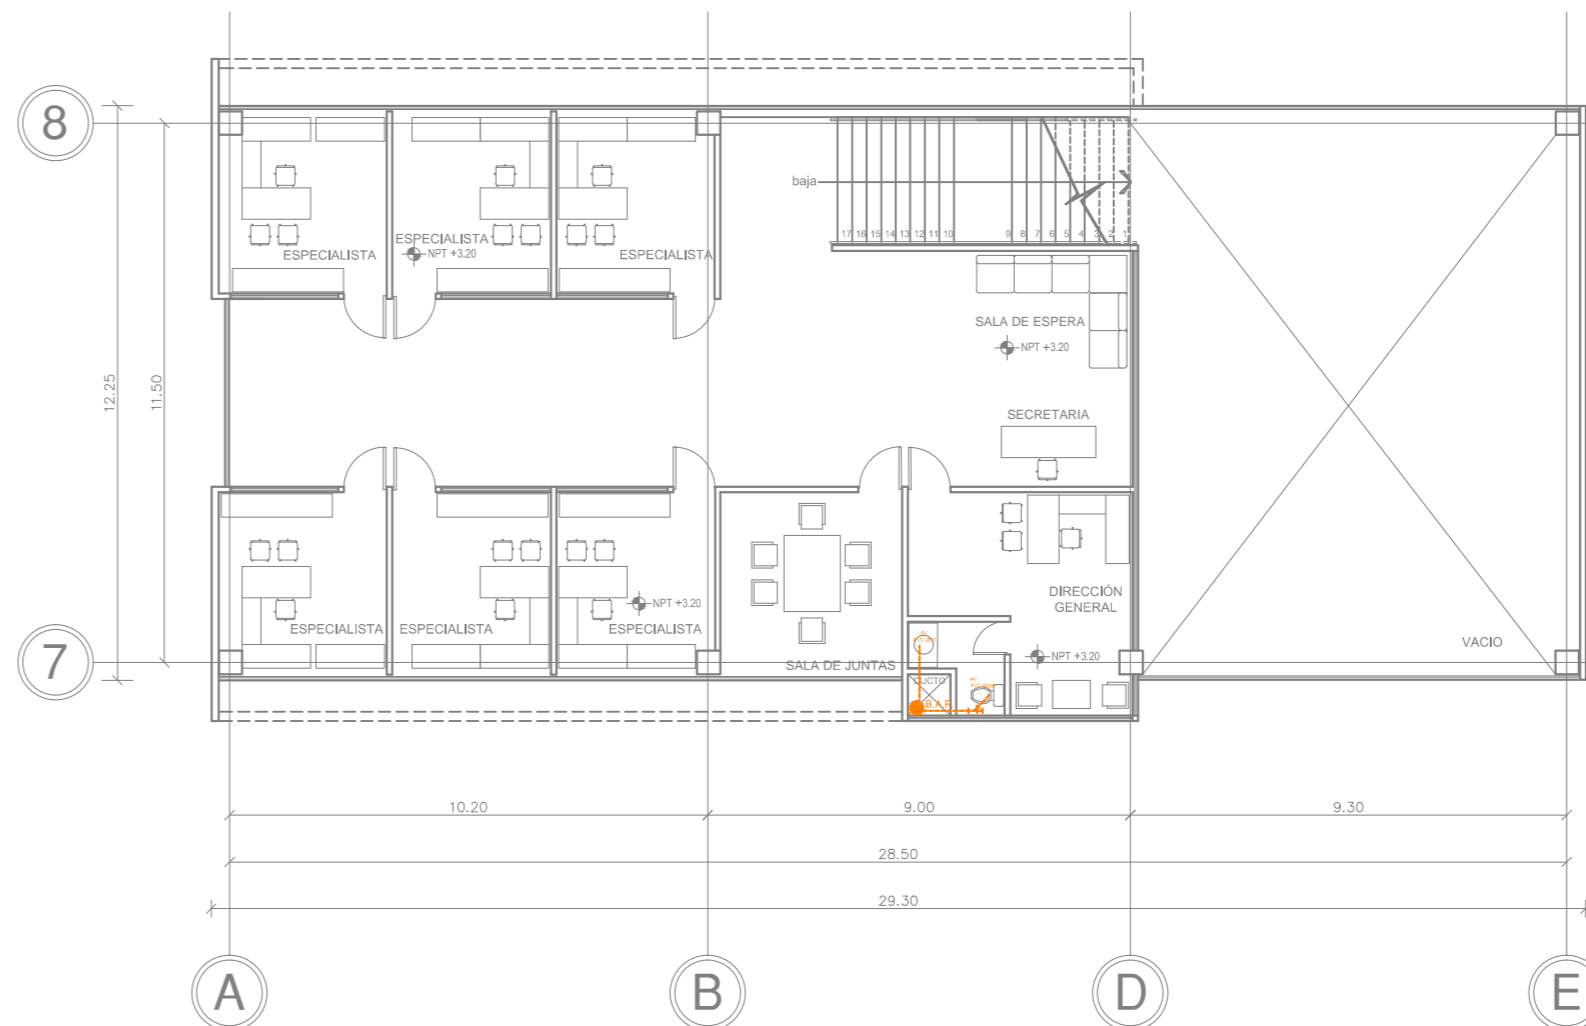 8
baja
17 16 15 14 13 12 11 10 9 8 7 6 5 4 3 2 1
ESPECIALISTA
ESPECIALISTA
NPT +3.20
ESPECIALISTA
SALA DE ESPERA
NPT +3.20
12.25
11.50
SECRETARIA
DIRECCIÓN
GENERAL
NPT +3.20
ESPECIALISTA
ESPECIALISTA
ESPECIALISTA
VACIO
7
SALA DE JUNTAS
NPT +3.20
DUCTO
B.A.P.
10.20
9.00
9.30
28.50
29.30
A
B
D
E